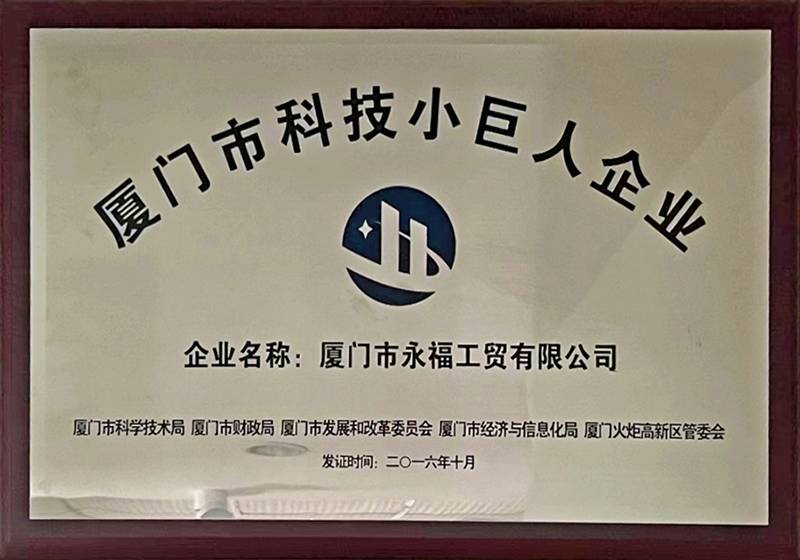 厦门市科技小巨人企业
企业名称：厦门市永福工贸有限公司
厦门市科学技术局 厦门市财政局 厦门市发展和改革委员会 厦门市经济与信息化局 厦门火炬高新区管委会
发证时间：二〇一六年十月